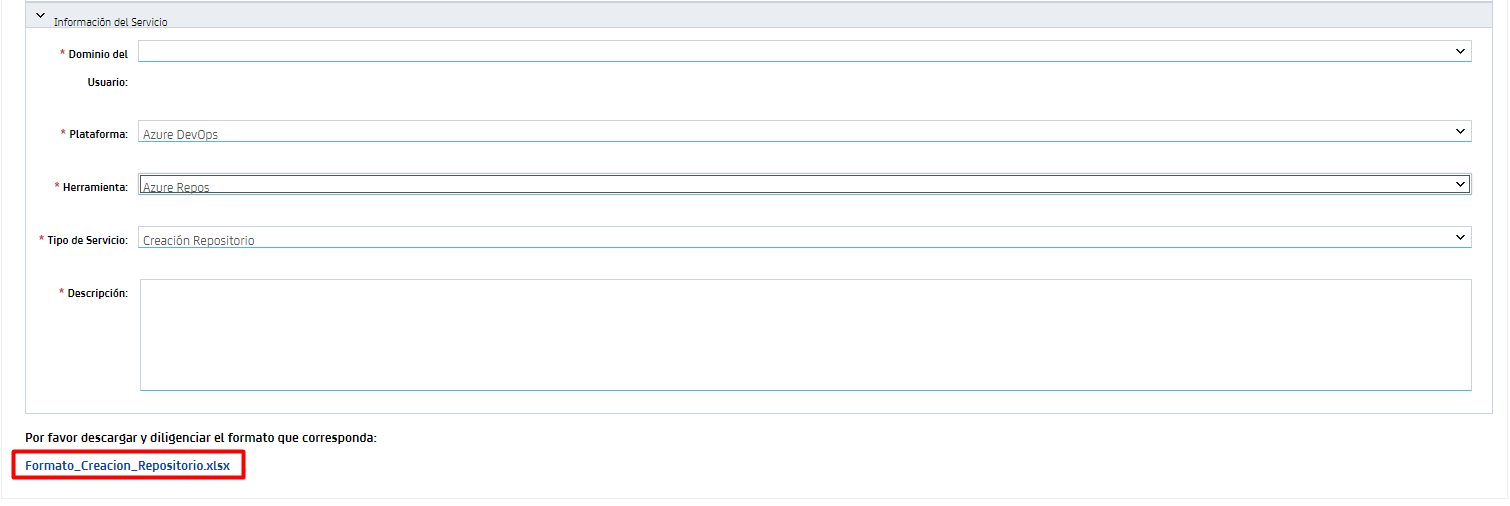 Información del Servicio
* Dominio del
Usuario:
* Plataforma: Azure DevOps
* Herramienta: Azure Repos
* Tipo de Servicio: Creación Repositorio
* Descripción:
Por favor descargar y diligenciar el formato que corresponda:
Formato_Creacion_Repositorio.xlsx